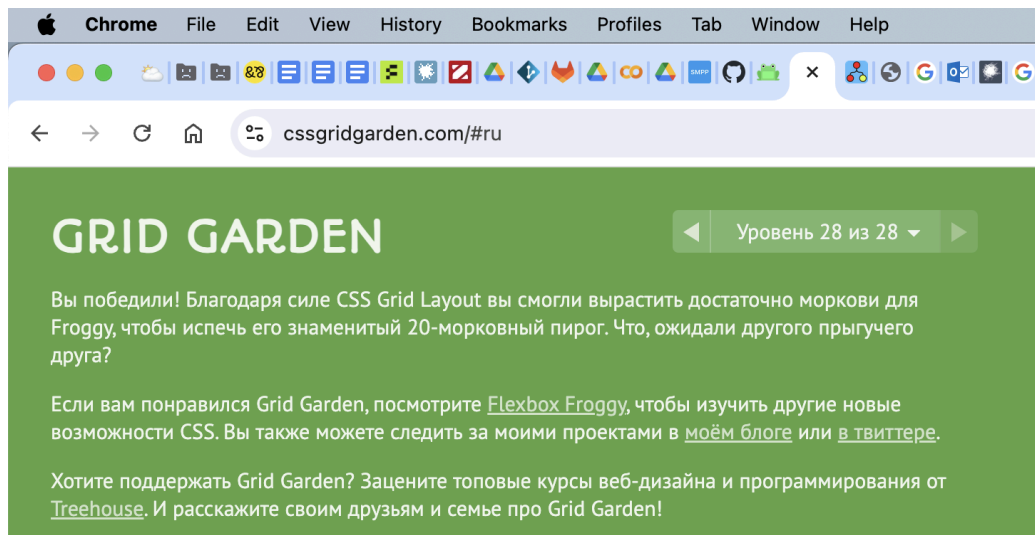 Chrome File Edit View History Bookmarks Profiles Tab Window Help
SMPP
cssgridgarden.com/#ru
GRID GARDEN
Уровень 28 из 28
Вы победили! Благодаря силе CSS Grid Layout вы смогли вырастить достаточно моркови для
Froggy, чтобы испечь его знаменитый 20-морковный пирог. Что, ожидали другого прыгучего
друга?
Если вам понравился Grid Garden, посмотрите Flexbox Froggy, чтобы изучить другие новые
возможности CSS. Вы также можете следить за моими проектами в моём блоге или в твиттере.
Хотите поддержать Grid Garden? Зацените топовые курсы веб-дизайна и программирования от
Treehouse. И расскажите своим друзьям и семье про Grid Garden!